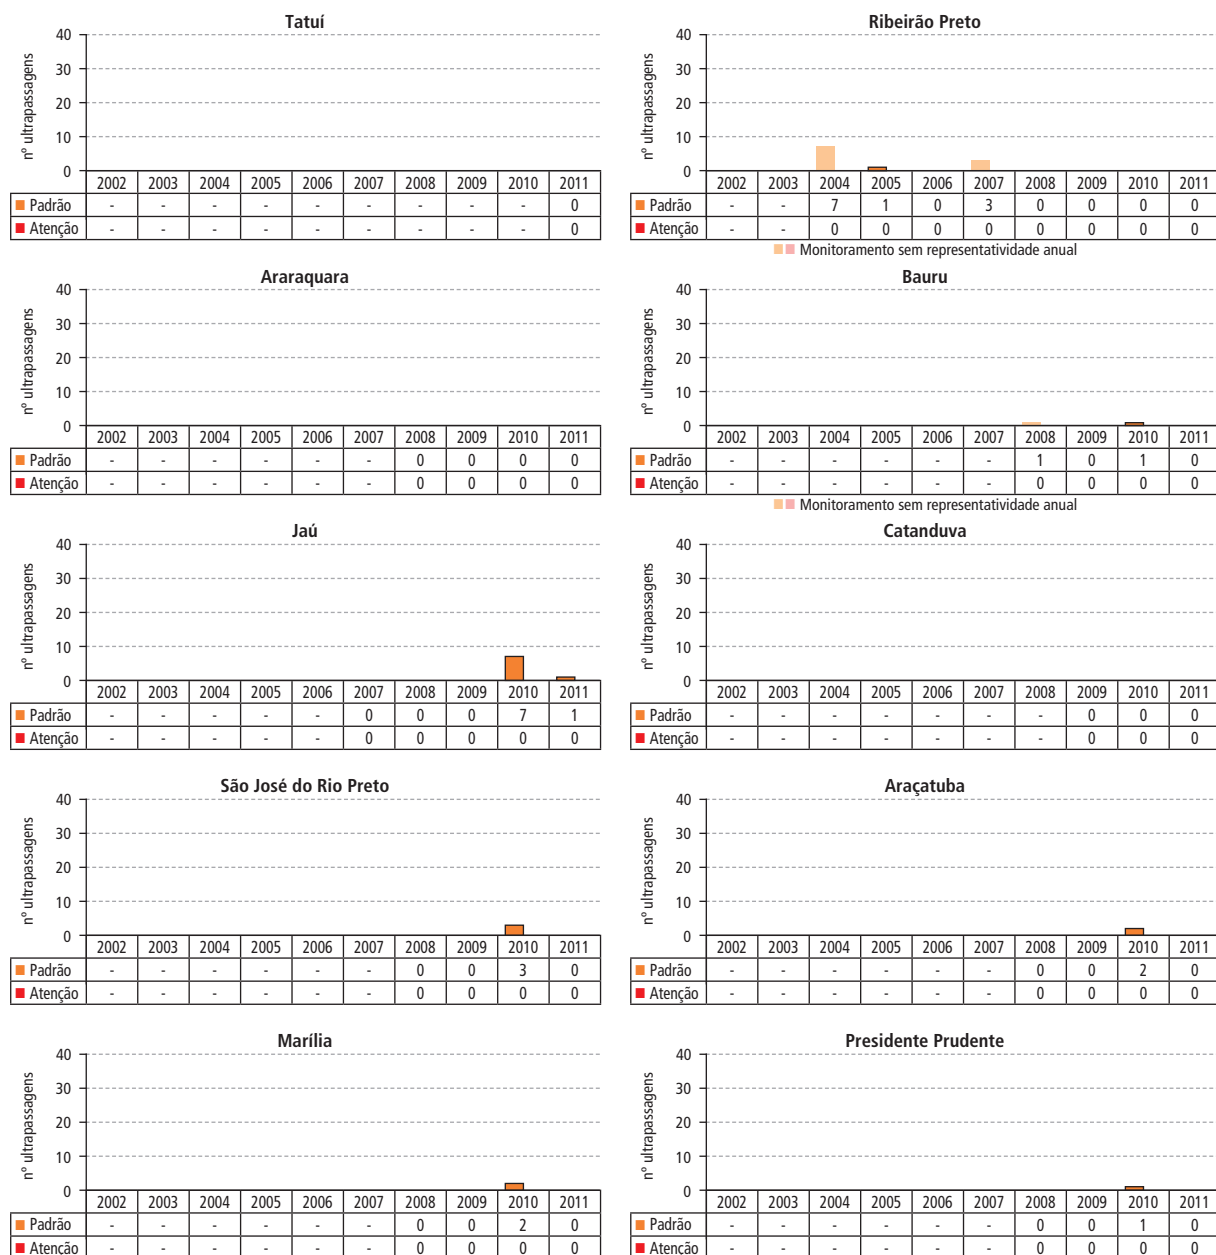 Tatuí
40
30
20
10
0
nº ultrapassagens
2002 2003 2004 2005 2006 2007 2008 2009 2010 2011
Padrão - - - - - - - - - 0
Atenção - - - - - - - - - 0
Ribeirão Preto
40
30
20
10
0
nº ultrapassagens
2002 2003 2004 2005 2006 2007 2008 2009 2010 2011
Padrão - - 7 1 0 3 0 0 0 0
Atenção - - 0 0 0 0 0 0 0 0
Monitoramento sem representatividade anual
Araraquara
40
30
20
10
0
nº ultrapassagens
2002 2003 2004 2005 2006 2007 2008 2009 2010 2011
Padrão - - - - - - 0 0 0 0
Atenção - - - - - - 0 0 0 0
Bauru
40
30
20
10
0
nº ultrapassagens
2002 2003 2004 2005 2006 2007 2008 2009 2010 2011
Padrão - - - - - - 1 0 1 0
Atenção - - - - - - 0 0 0 0
Monitoramento sem representatividade anual
Jaú
40
30
20
10
0
nº ultrapassagens
2002 2003 2004 2005 2006 2007 2008 2009 2010 2011
Padrão - - - - - 0 0 0 7 1
Atenção - - - - - 0 0 0 0 0
Catanduva
40
30
20
10
0
nº ultrapassagens
2002 2003 2004 2005 2006 2007 2008 2009 2010 2011
Padrão - - - - - - - 0 0 0
Atenção - - - - - - - 0 0 0
São José do Rio Preto
40
30
20
10
0
nº ultrapassagens
2002 2003 2004 2005 2006 2007 2008 2009 2010 2011
Padrão - - - - - - 0 0 3 0
Atenção - - - - - - 0 0 0 0
Araçatuba
40
30
20
10
0
nº ultrapassagens
2002 2003 2004 2005 2006 2007 2008 2009 2010 2011
Padrão - - - - - - 0 0 2 0
Atenção - - - - - - 0 0 0 0
Marília
40
30
20
10
0
nº ultrapassagens
2002 2003 2004 2005 2006 2007 2008 2009 2010 2011
Padrão - - - - - - 0 0 2 0
Atenção - - - - - - 0 0 0 0
Presidente Prudente
40
30
20
10
0
nº ultrapassagens
2002 2003 2004 2005 2006 2007 2008 2009 2010 2011
Padrão - - - - - - 0 0 1 0
Atenção - - - - - - 0 0 0 0